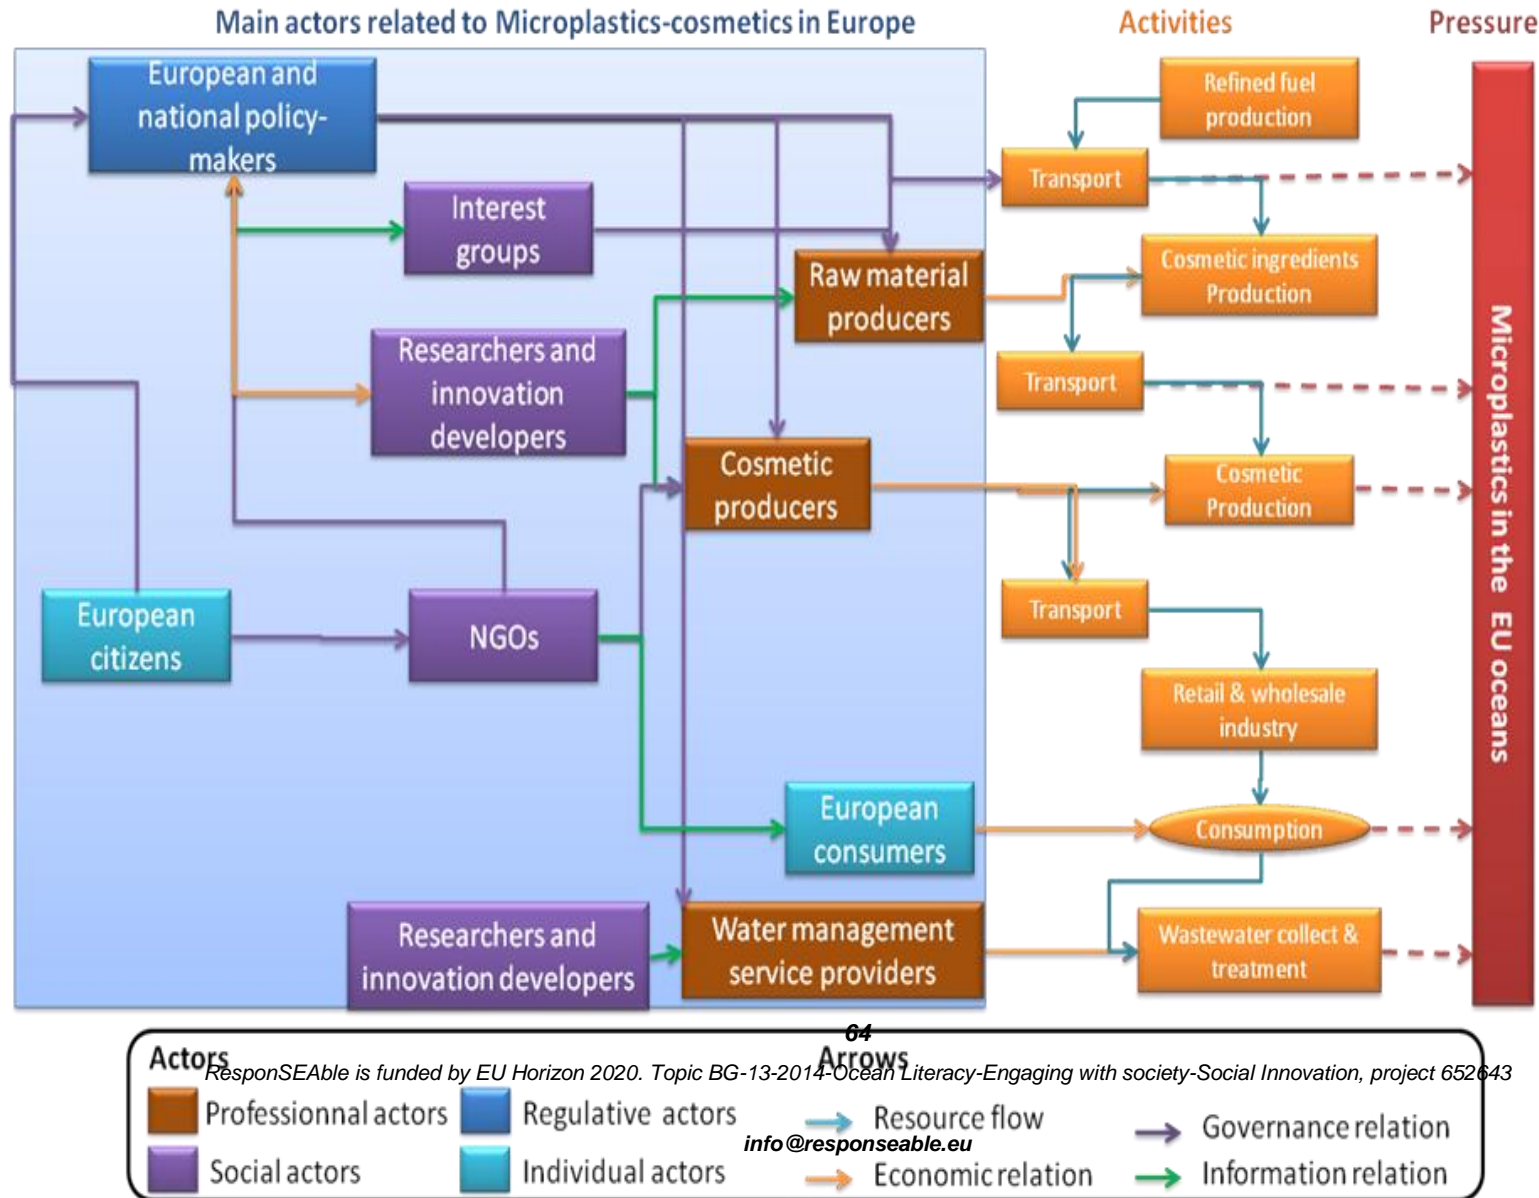 Main actors related to Microplastics-cosmetics in Europe
Activities
Pressure
European and
national policy-
makers
Interest
groups
Researchers and
innovation
developers
Raw material
producers
Cosmetic
producers
European
citizens
NGOs
European
consumers
Researchers and
innovation developers
Water management
service providers
Refined fuel
production
Transport
Cosmetic ingredients
Production
Transport
Cosmetic
Production
Transport
Retail & wholesale
industry
Consumption
Wastewater collect &
treatment
Microplastics in the EU oceans
64
Actors
Arrows
ResponSEAble is funded by EU Horizon 2020. Topic BG-13-2014-Ocean Literacy-Engaging with society-Social Innovation, project 652643
Professionnal actors
Regulative actors
Resource flow
Governance relation
info@responseable.eu
Social actors
Individual actors
Economic relation
Information relation